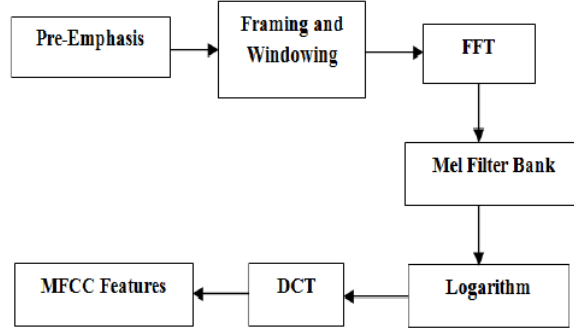 Pre-Emphasis
Framing and
Windowing
FFT
Mel Filter Bank
Logarithm
DCT
MFCC Features